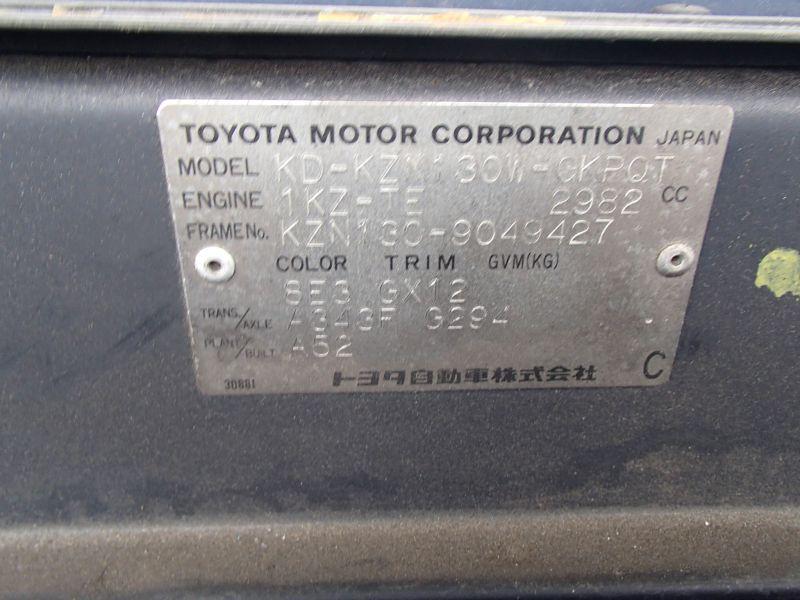 TOYOTA MOTOR CORPORATION JAPAN
MODEL KD-KZN130W-GKPQT
ENGINE 1KZ-TE 2982 CC
FRAME No. KZN130-9049427
COLOR TRIM GVM(KG)
8E3 GX12
TRANS./AXLE A343F G294
PLANT/BUILT A52
30881
トヨタ自動車株式会社
C